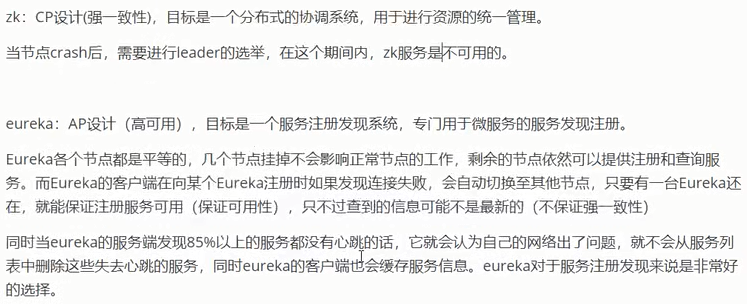 zk：CP设计(强一致性)，目标是一个分布式的协调系统，用于进行资源的统一管理。
当节点crash后，需要进行leader的选举，在这个期间内，zk服务是不可用的。
eureka：AP设计（高可用），目标是一个服务注册发现系统，专门用于微服务的服务发现注册。
Eureka各个节点都是平等的，几个节点挂掉不会影响正常节点的工作，剩余的节点依然可以提供注册和查询服
务。而Eureka的客户端在向某个Eureka注册时如果发现连接失败，会自动切换至其他节点，只要有一台Eureka还
在，就能保证注册服务可用（保证可用性），只不过查到的信息可能不是最新的（不保证强一致性）
同时当eureka的服务端发现85%以上的服务都没有心跳的话，它就会认为自己的网络出了问题，就不会从服务列
表中删除这些失去心跳的服务，同时eureka的客户端也会缓存服务信息。eureka对于服务注册发现来说是非常好
的选择。